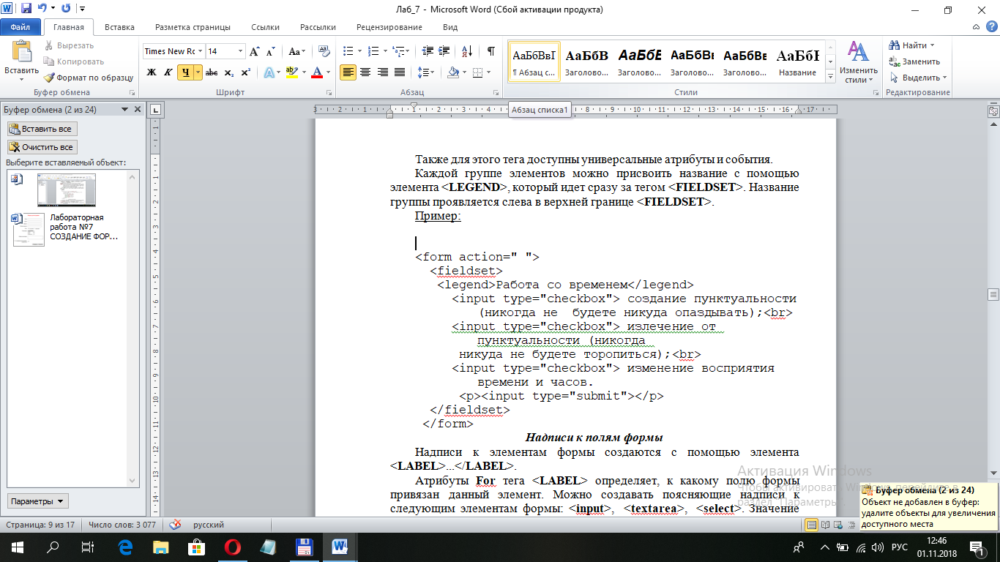 Лаб_7 - Microsoft Word (Сбой активации продукта)
Файл Главная Вставка Разметка страницы Ссылки Рассылки Рецензирование Вид
Вставить
Вырезать
Копировать
Формат по образцу
Буфер обмена
Times New Rc 14
Шрифт
Абзац
АаБбВвГ АаБбВ АаБбЕ АаБбВв АаБбВв АаБбЕ
¶ Абзац с... Заголово... Заголово... Заголово... Заголово... Название
Стили
Изменить стили
Найти
Заменить
Выделить
Редактирование
Буфер обмена (2 из 24)
Вставить все
Очистить все
Выберите вставляемый объект:
Лабораторная
работа №7
СОЗДАНИЕ ФОР...
Параметры
Абзац списка1
Также для этого тега доступны универсальные атрибуты и события.
Каждой группе элементов можно присвоить название с помощью
элемента <LEGEND>, который идет сразу за тегом <FIELDSET>. Название
группы проявляется слева в верхней границе <FIELDSET>.
Пример:
<form action=" ">
<fieldset>
<legend>Работа со временем</legend>
<input type="checkbox"> создание пунктуальности
(никогда не  будете никуда опаздывать);<br>
<input type="checkbox"> излечение от
пунктуальности (никогда
никуда не будете торопиться);<br>
<input type="checkbox"> изменение восприятия
времени и часов.
<p><input type="submit"></p>
</fieldset>
</form>
Надписи к полям формы
Надписи к элементам формы создаются с помощью элемента
<LABEL>...</LABEL>.
Атрибуты For тега <LABEL> определяет, к какому полю формы
привязан данный элемент. Можно создавать поясняющие надписи к
следующим элементам формы: <input>, <textarea>, <select>. Значение
Активация Windows
Чтобы активировать Windows, перейдите в
раздел "Параметры".
Буфер обмена (2 из 24)
Объект не добавлен в буфер:
удалите объекты для увеличения
доступного места
Страница: 9 из 17 Число слов: 3 077 русский
РУС
12:46
01.11.2018